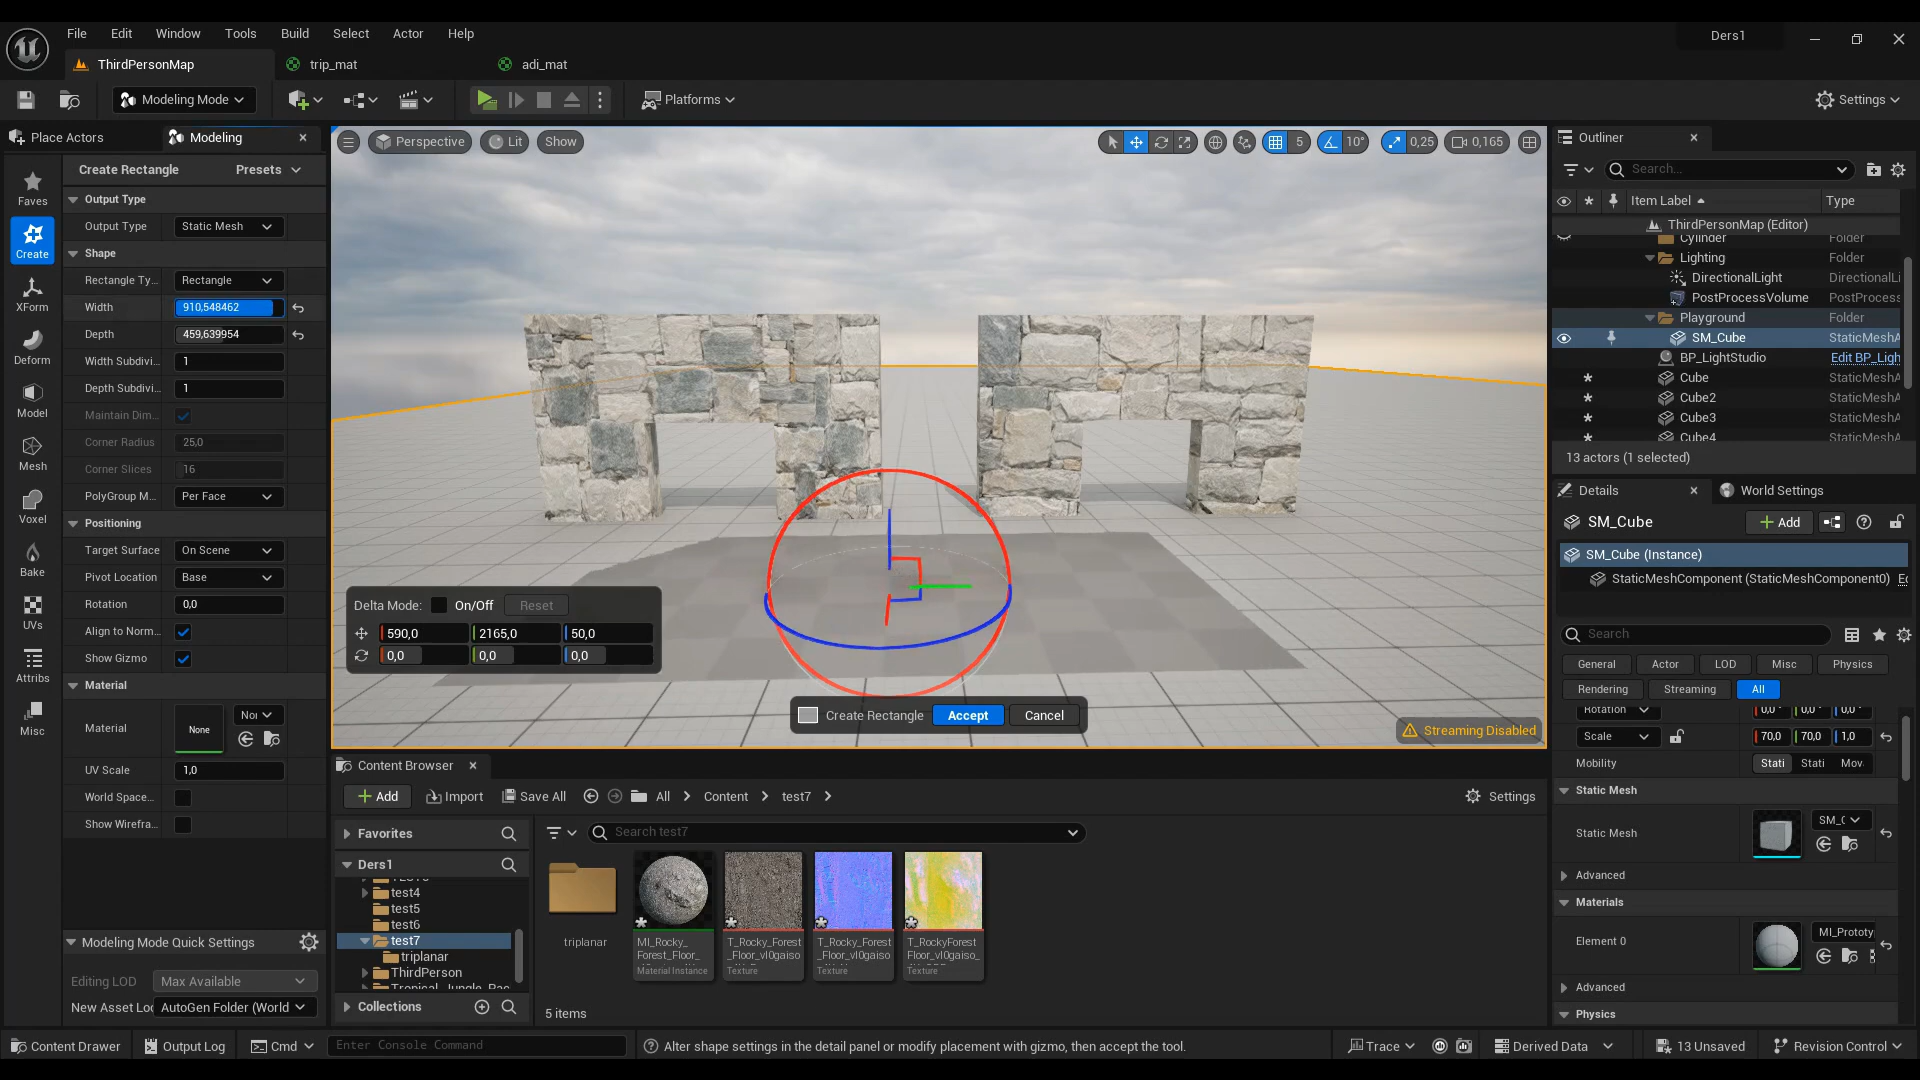 File Edit Window Tools Build Select Actor Help
Ders1
ThirdPersonMap
trip_mat
adi_mat
Modeling Mode
Platforms
Settings
Place Actors
Modeling
Create Rectangle
Presets
Output Type
Output Type Static Mesh
Shape
Rectangle Ty... Rectangle
Width 910,548462
Depth 459,639954
Width Subdivi... 1
Depth Subdivi... 1
Maintain Dim...
Corner Radius 25,0
Corner Slices 16
PolyGroup M... Per Face
Positioning
Target Surface On Scene
Pivot Location Base
Rotation 0,0
Align to Norm...
Show Gizmo
Material
Material None
UV Scale 1,0
World Space...
Show Wirefra...
Modeling Mode Quick Settings
Editing LOD Max Available
New Asset Loc AutoGen Folder (World
Faves
Create
XForm
Deform
Model
Mesh
Voxel
Bake
UVs
Attribs
Misc
Perspective
Lit
Show
5
10°
0,25
0,165
Delta Mode: On/Off Reset
590,0 2165,0 50,0
0,0 0,0 0,0
Create Rectangle Accept Cancel
Streaming Disabled
Content Browser
Add
Import
Save All
All
Content
test7
Settings
Favorites
Ders1
test4
test5
test6
test7
triplanar
ThirdPerson
Collections
Search test7
triplanar
MI_Rocky_
Forest_Floor_
Material Instance
T_Rocky_Forest
_Floor_vl0gaiso
Texture
T_Rocky_Forest
_Floor_vl0gaiso
Texture
T_RockyForest
_Floor_vl0gaiso_
Texture
5 items
Outliner
Search...
Item Label
Type
ThirdPersonMap (Editor)
Cylinder Folder
Lighting Folder
DirectionalLight DirectionalLi
PostProcessVolume PostProcess
Playground Folder
SM_Cube StaticMeshA
BP_LightStudio Edit BP_Ligh
Cube StaticMeshA
Cube2 StaticMeshA
Cube3 StaticMeshA
Cube4 StaticMeshA
13 actors (1 selected)
Details
World Settings
SM_Cube
Add
SM_Cube (Instance)
StaticMeshComponent (StaticMeshComponent0)
Search
General Actor LOD Misc Physics
Rendering Streaming All
Rotation 0,0 ° 0,0 ° 0,0 °
Scale 70,0 70,0 1,0
Mobility Stati Stati Mov
Static Mesh
Static Mesh
Advanced
Materials
Element 0 MI_Prototy
Advanced
Physics
Content Drawer
Output Log
Cmd
Enter Console Command
Alter shape settings in the detail panel or modify placement with gizmo, then accept the tool.
Trace
Derived Data
13 Unsaved
Revision Control